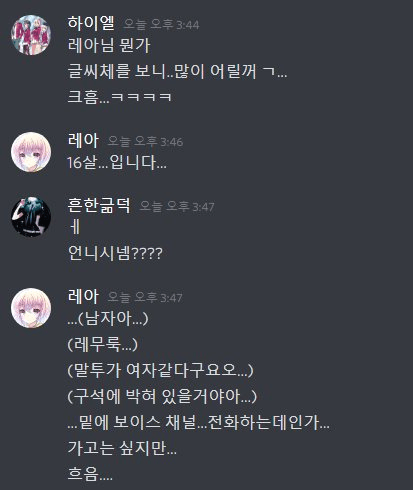 하이엘 오늘 오후 3:44
레아님 뭔가
글씨체를 보니..많이 어릴꺼 ㄱ...
크흠...ㅋㅋㅋㅋ
레아 오늘 오후 3:46
16살...입니다...
흔한굶덕 오늘 오후 3:47
ㅔ
언니시넴????
레아 오늘 오후 3:47
...(남자아...)
(레무룩...)
(말투가 여자같다구요오...)
(구석에 박혀 있을거야아...)
...밑에 보이스 채널...전화하는데인가...
가고는 싶지만...
흐음....